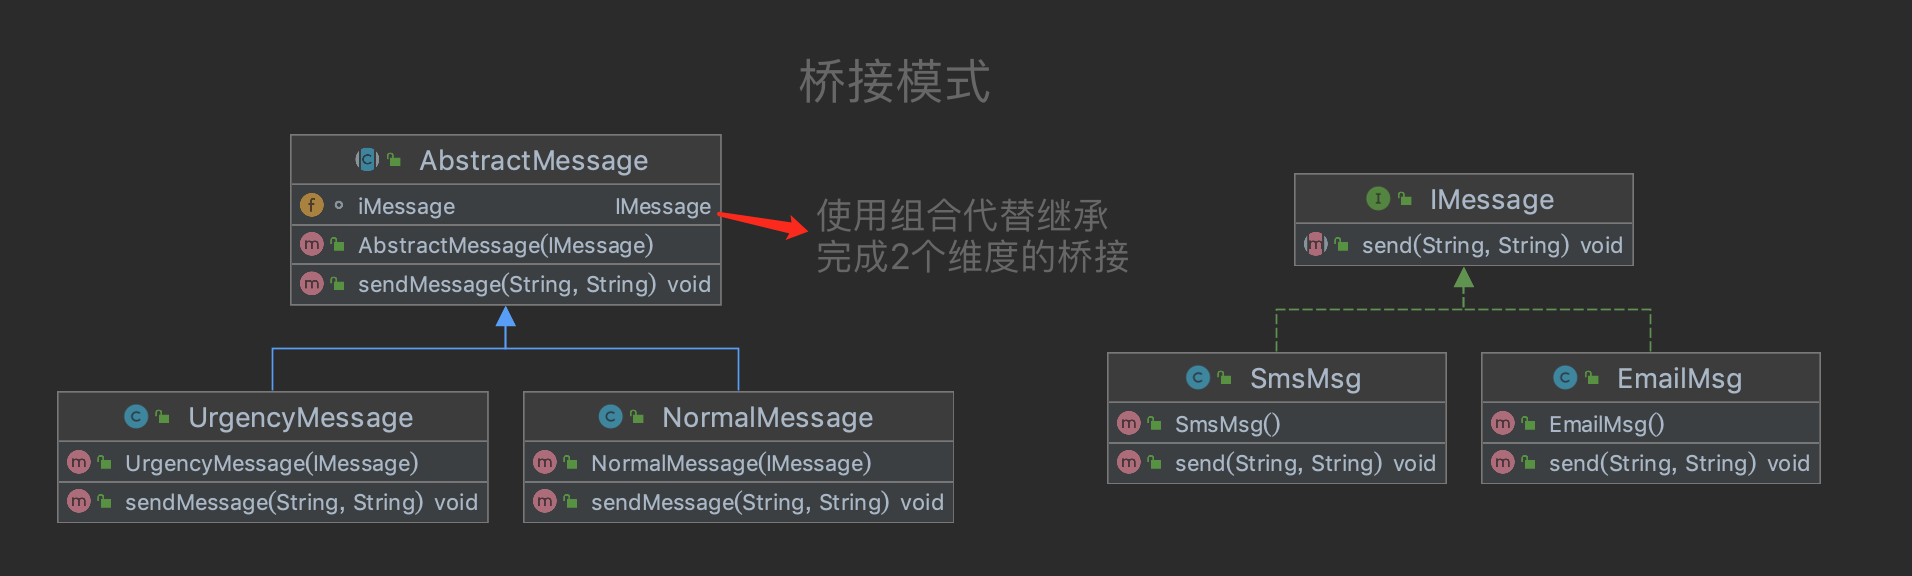 桥接模式
AbstractMessage
iMessage IMessage
AbstractMessage(IMessage)
sendMessage(String, String) void
使用组合代替继承
完成2个维度的桥接
IMessage
send(String, String) void
UrgencyMessage
UrgencyMessage(IMessage)
sendMessage(String, String) void
NormalMessage
NormalMessage(IMessage)
sendMessage(String, String) void
SmsMsg
SmsMsg()
send(String, String) void
EmailMsg
EmailMsg()
send(String, String) void